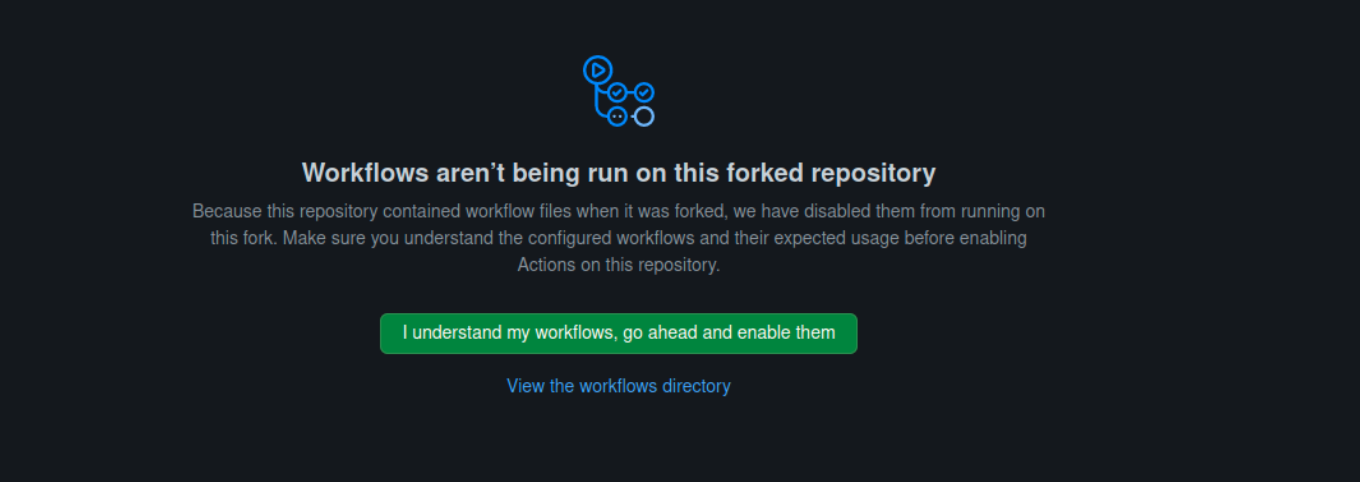 Workflows aren’t being run on this forked repository
Because this repository contained workflow files when it was forked, we have disabled them from running on
this fork. Make sure you understand the configured workflows and their expected usage before enabling
Actions on this repository.
I understand my workflows, go ahead and enable them
View the workflows directory